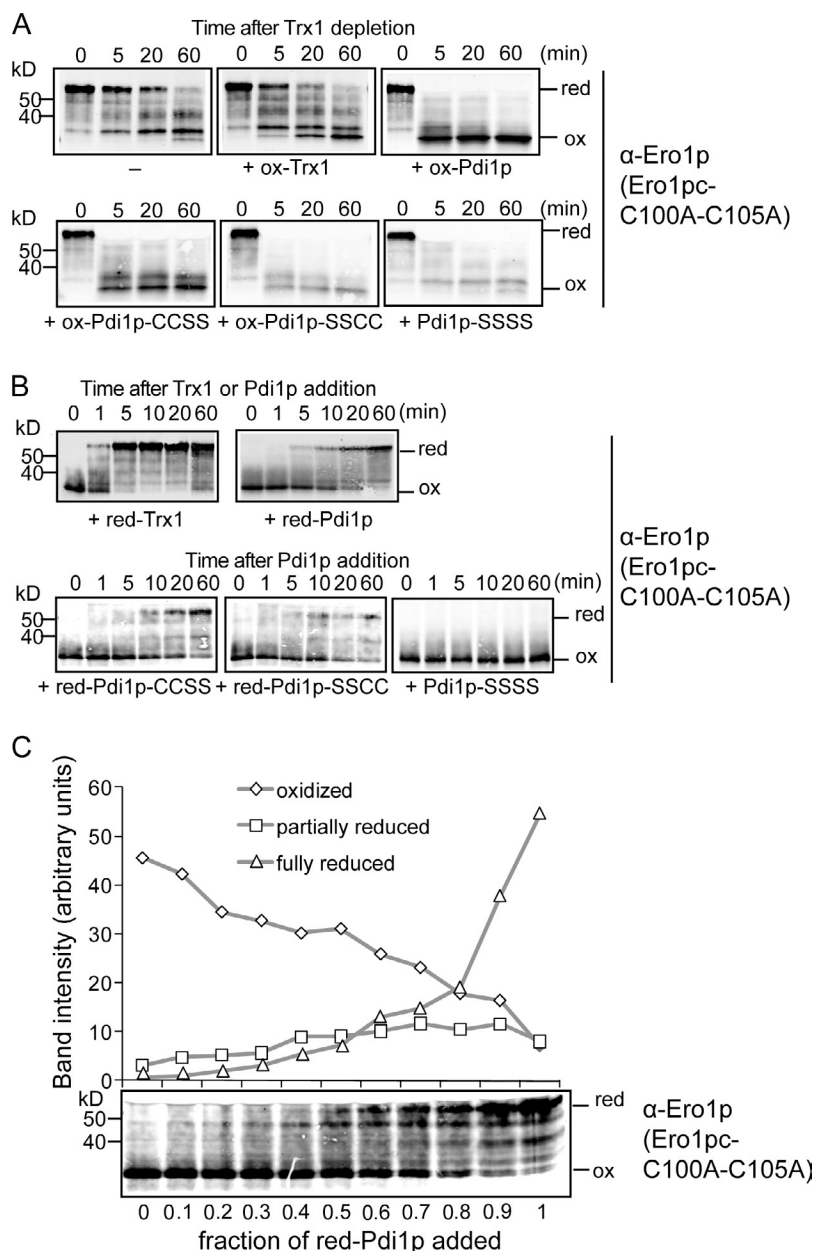 A
Time after Trx1 depletion
0 5 20 60 0 5 20 60 0 5 20 60 (min)
kD
50
40
red
ox
– + ox-Trx1 + ox-Pdi1p
α-Ero1p
(Ero1pc-
C100A-C105A)
0 5 20 60 0 5 20 60 0 5 20 60 (min)
kD
50
40
red
ox
+ ox-Pdi1p-CCSS + ox-Pdi1p-SSCC + Pdi1p-SSSS
B
Time after Trx1 or Pdi1p addition
0 1 5 10 20 60 0 1 5 10 20 60 (min)
kD
50
40
red
ox
+ red-Trx1 + red-Pdi1p
α-Ero1p
(Ero1pc-
C100A-C105A)
Time after Pdi1p addition
0 1 5 10 20 60 0 1 5 10 20 60 0 1 5 10 20 60 (min)
kD
50
40
red
ox
+ red-Pdi1p-CCSS + red-Pdi1p-SSCC + Pdi1p-SSSS
C
Band intensity (arbitrary units)
60
50
40
30
20
10
0
oxidized
partially reduced
fully reduced
kD
50
40
red
ox
α-Ero1p
(Ero1pc-
C100A-C105A)
0 0.1 0.2 0.3 0.4 0.5 0.6 0.7 0.8 0.9 1
fraction of red-Pdi1p added